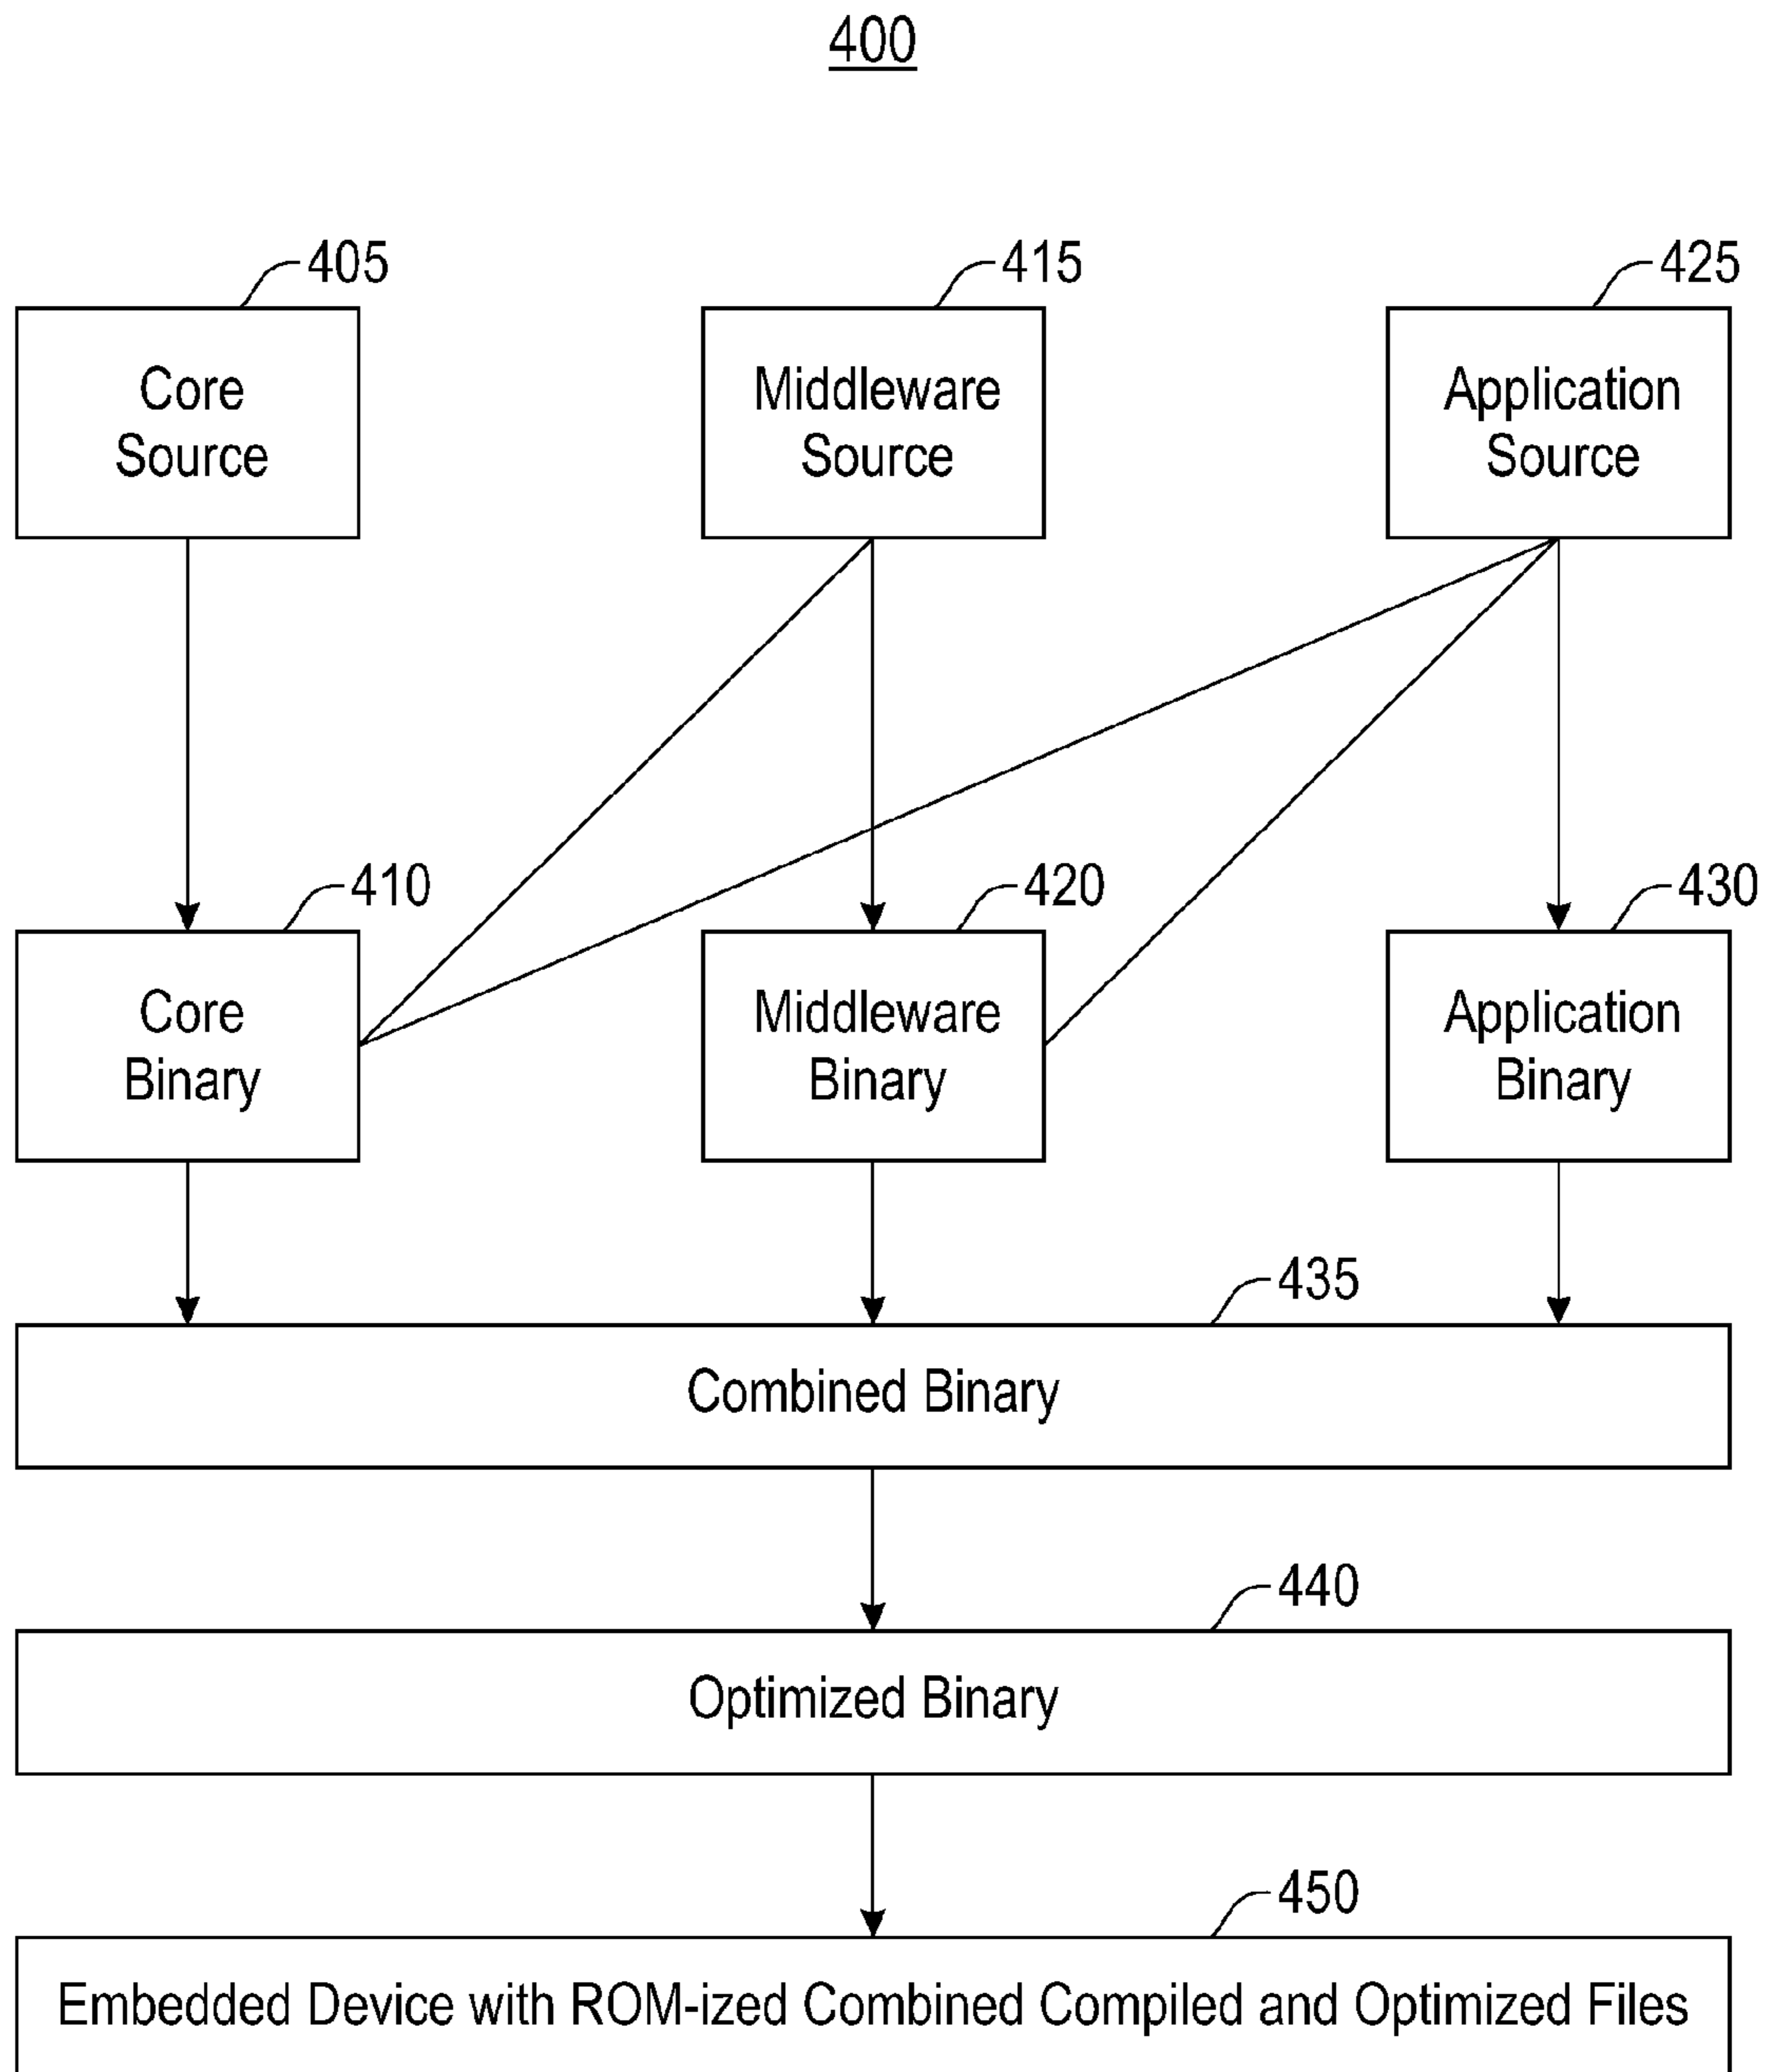 400
405
415
425
Core
Source
Middleware
Source
Application
Source
410
420
430
Core
Binary
Middleware
Binary
Application
Binary
435
Combined Binary
440
Optimized Binary
450
Embedded Device with ROM-ized Combined Compiled and Optimized Files